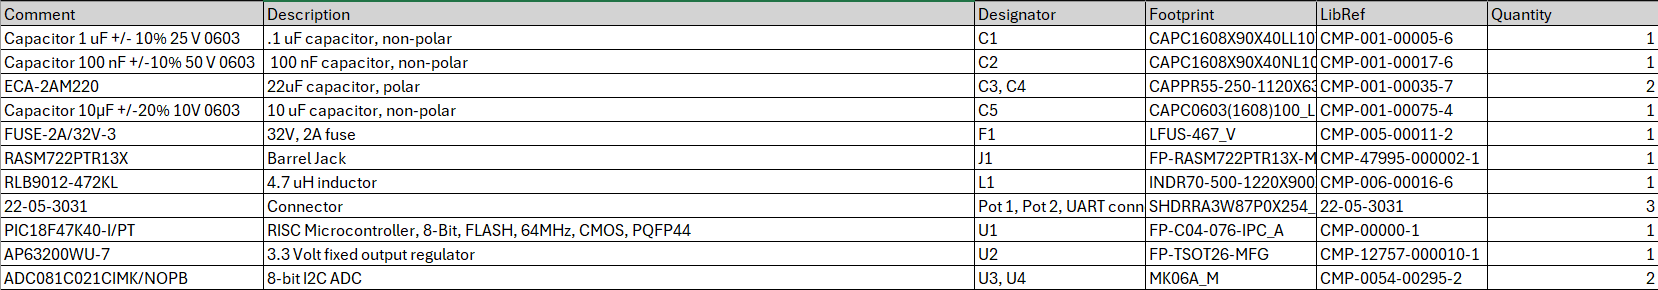 Comment Description Designator Footprint LibRef Quantity
Capacitor 1 uF +/- 10% 25 V 0603 .1 uF capacitor, non-polar C1 CAPC1608X90X40LL10 CMP-001-00005-6 1
Capacitor 100 nF +/-10% 50 V 0603 100 nF capacitor, non-polar C2 CAPC1608X90X40NL10 CMP-001-00017-6 1
ECA-2AM220 22uF capacitor, polar C3, C4 CAPPR55-250-1120X63 CMP-001-00035-7 2
Capacitor 10µF +/-20% 10V 0603 10 uF capacitor, non-polar C5 CAPC0603(1608)100_L CMP-001-00075-4 1
FUSE-2A/32V-3 32V, 2A fuse F1 LFUS-467_V CMP-005-00011-2 1
RASM722PTR13X Barrel Jack J1 FP-RASM722PTR13X-M CMP-47995-000002-1 1
RLB9012-472KL 4.7 uH inductor L1 INDR70-500-1220X900 CMP-006-00016-6 1
22-05-3031 Connector Pot 1, Pot 2, UART conn SHDRRA3W87P0X254_ 22-05-3031 3
PIC18F47K40-I/PT RISC Microcontroller, 8-Bit, FLASH, 64MHz, CMOS, PQFP44 U1 FP-C04-076-IPC_A CMP-00000-1 1
AP63200WU-7 3.3 Volt fixed output regulator U2 FP-TSOT26-MFG CMP-12757-000010-1 1
ADC081C021CIMK/NOPB 8-bit I2C ADC U3, U4 MK06A_M CMP-0054-00295-2 2